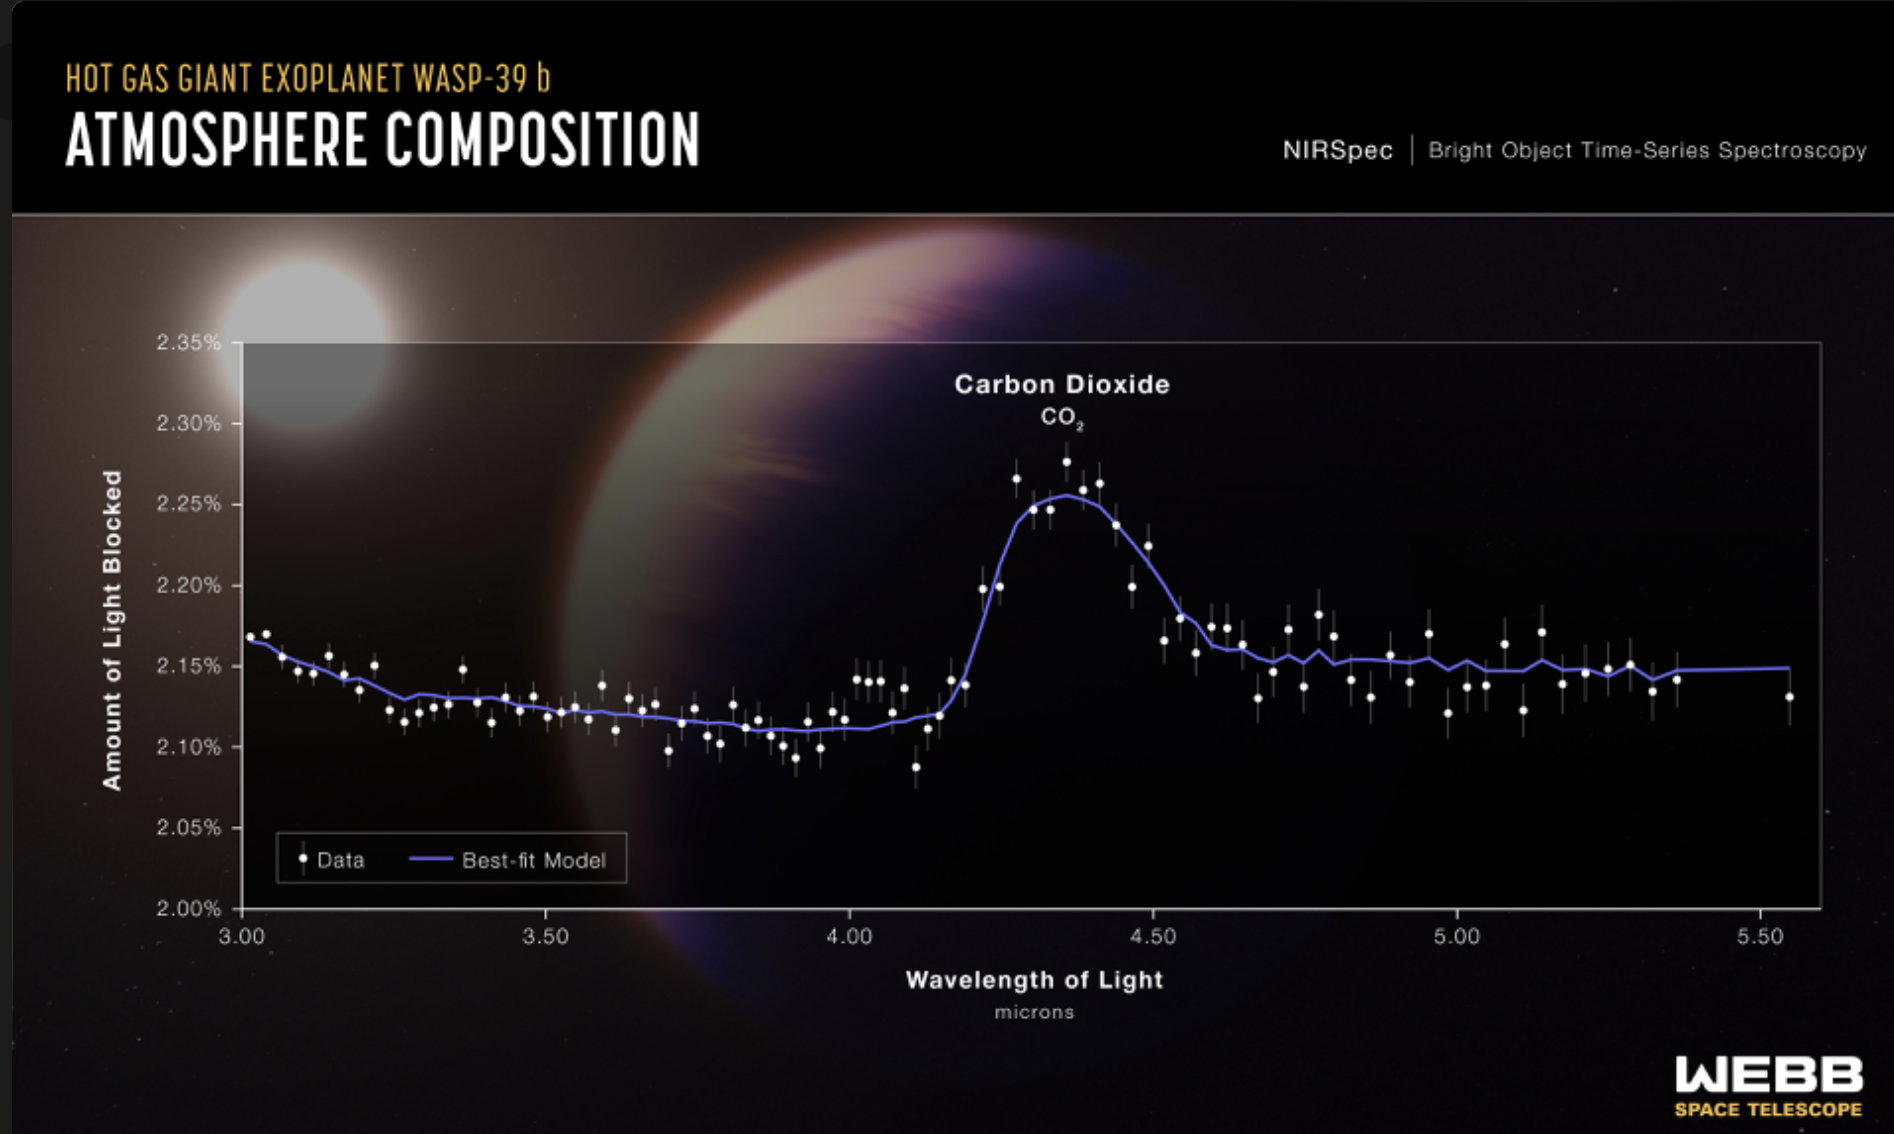 HOT GAS GIANT EXOPLANET WASP-39 b
ATMOSPHERE COMPOSITION
NIRSpec | Bright Object Time-Series Spectroscopy
Amount of Light Blocked
2.35%
2.30%
2.25%
2.20%
2.15%
2.10%
2.05%
2.00%
Carbon Dioxide
CO₂
Data
Best-fit Model
3.00 3.50 4.00 4.50 5.00 5.50
Wavelength of Light
microns
WEBB
SPACE TELESCOPE